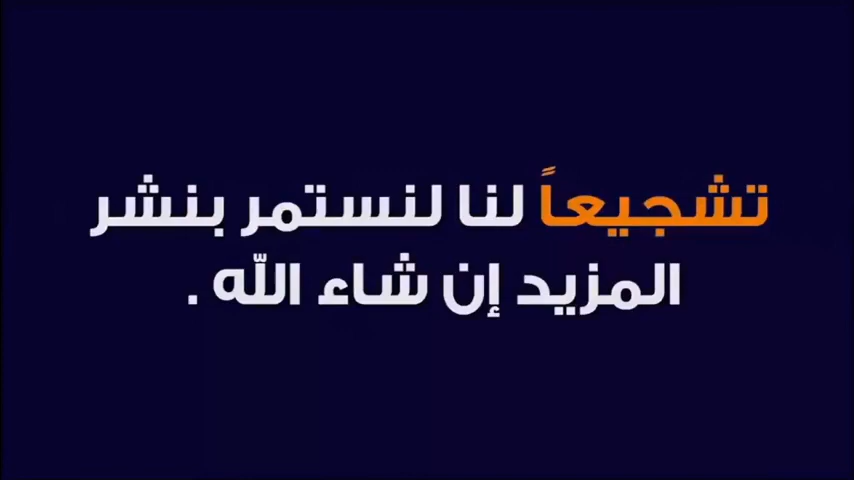 تشجيعاً لنا لنستمر بنشر
المزيد إن شاء الله .